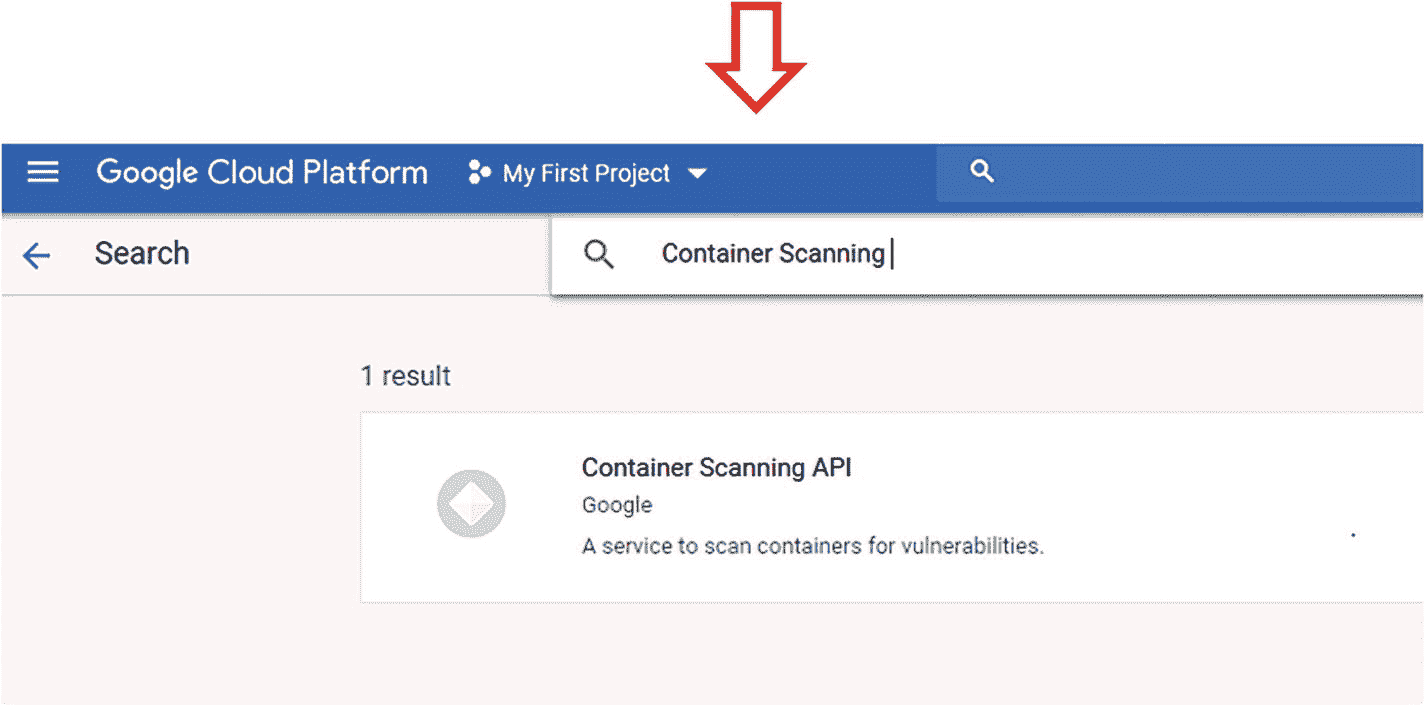 Google Cloud Platform My First Project
Search Container Scanning
1 result
Container Scanning API
Google
A service to scan containers for vulnerabilities.